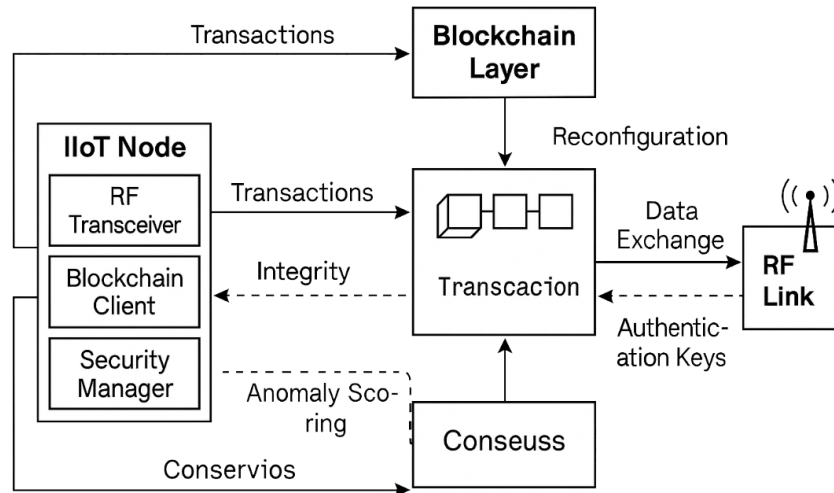 Transactions
Blockchain
Layer
Reconfiguration
IIoT Node
RF
Transceiver
Blockchain
Client
Security
Manager
Transactions
Integrity
Transcacion
Data
Exchange
RF
Link
Authentic-
ation Keys
Anomaly Sco-
ring
Conseuss
Conservios